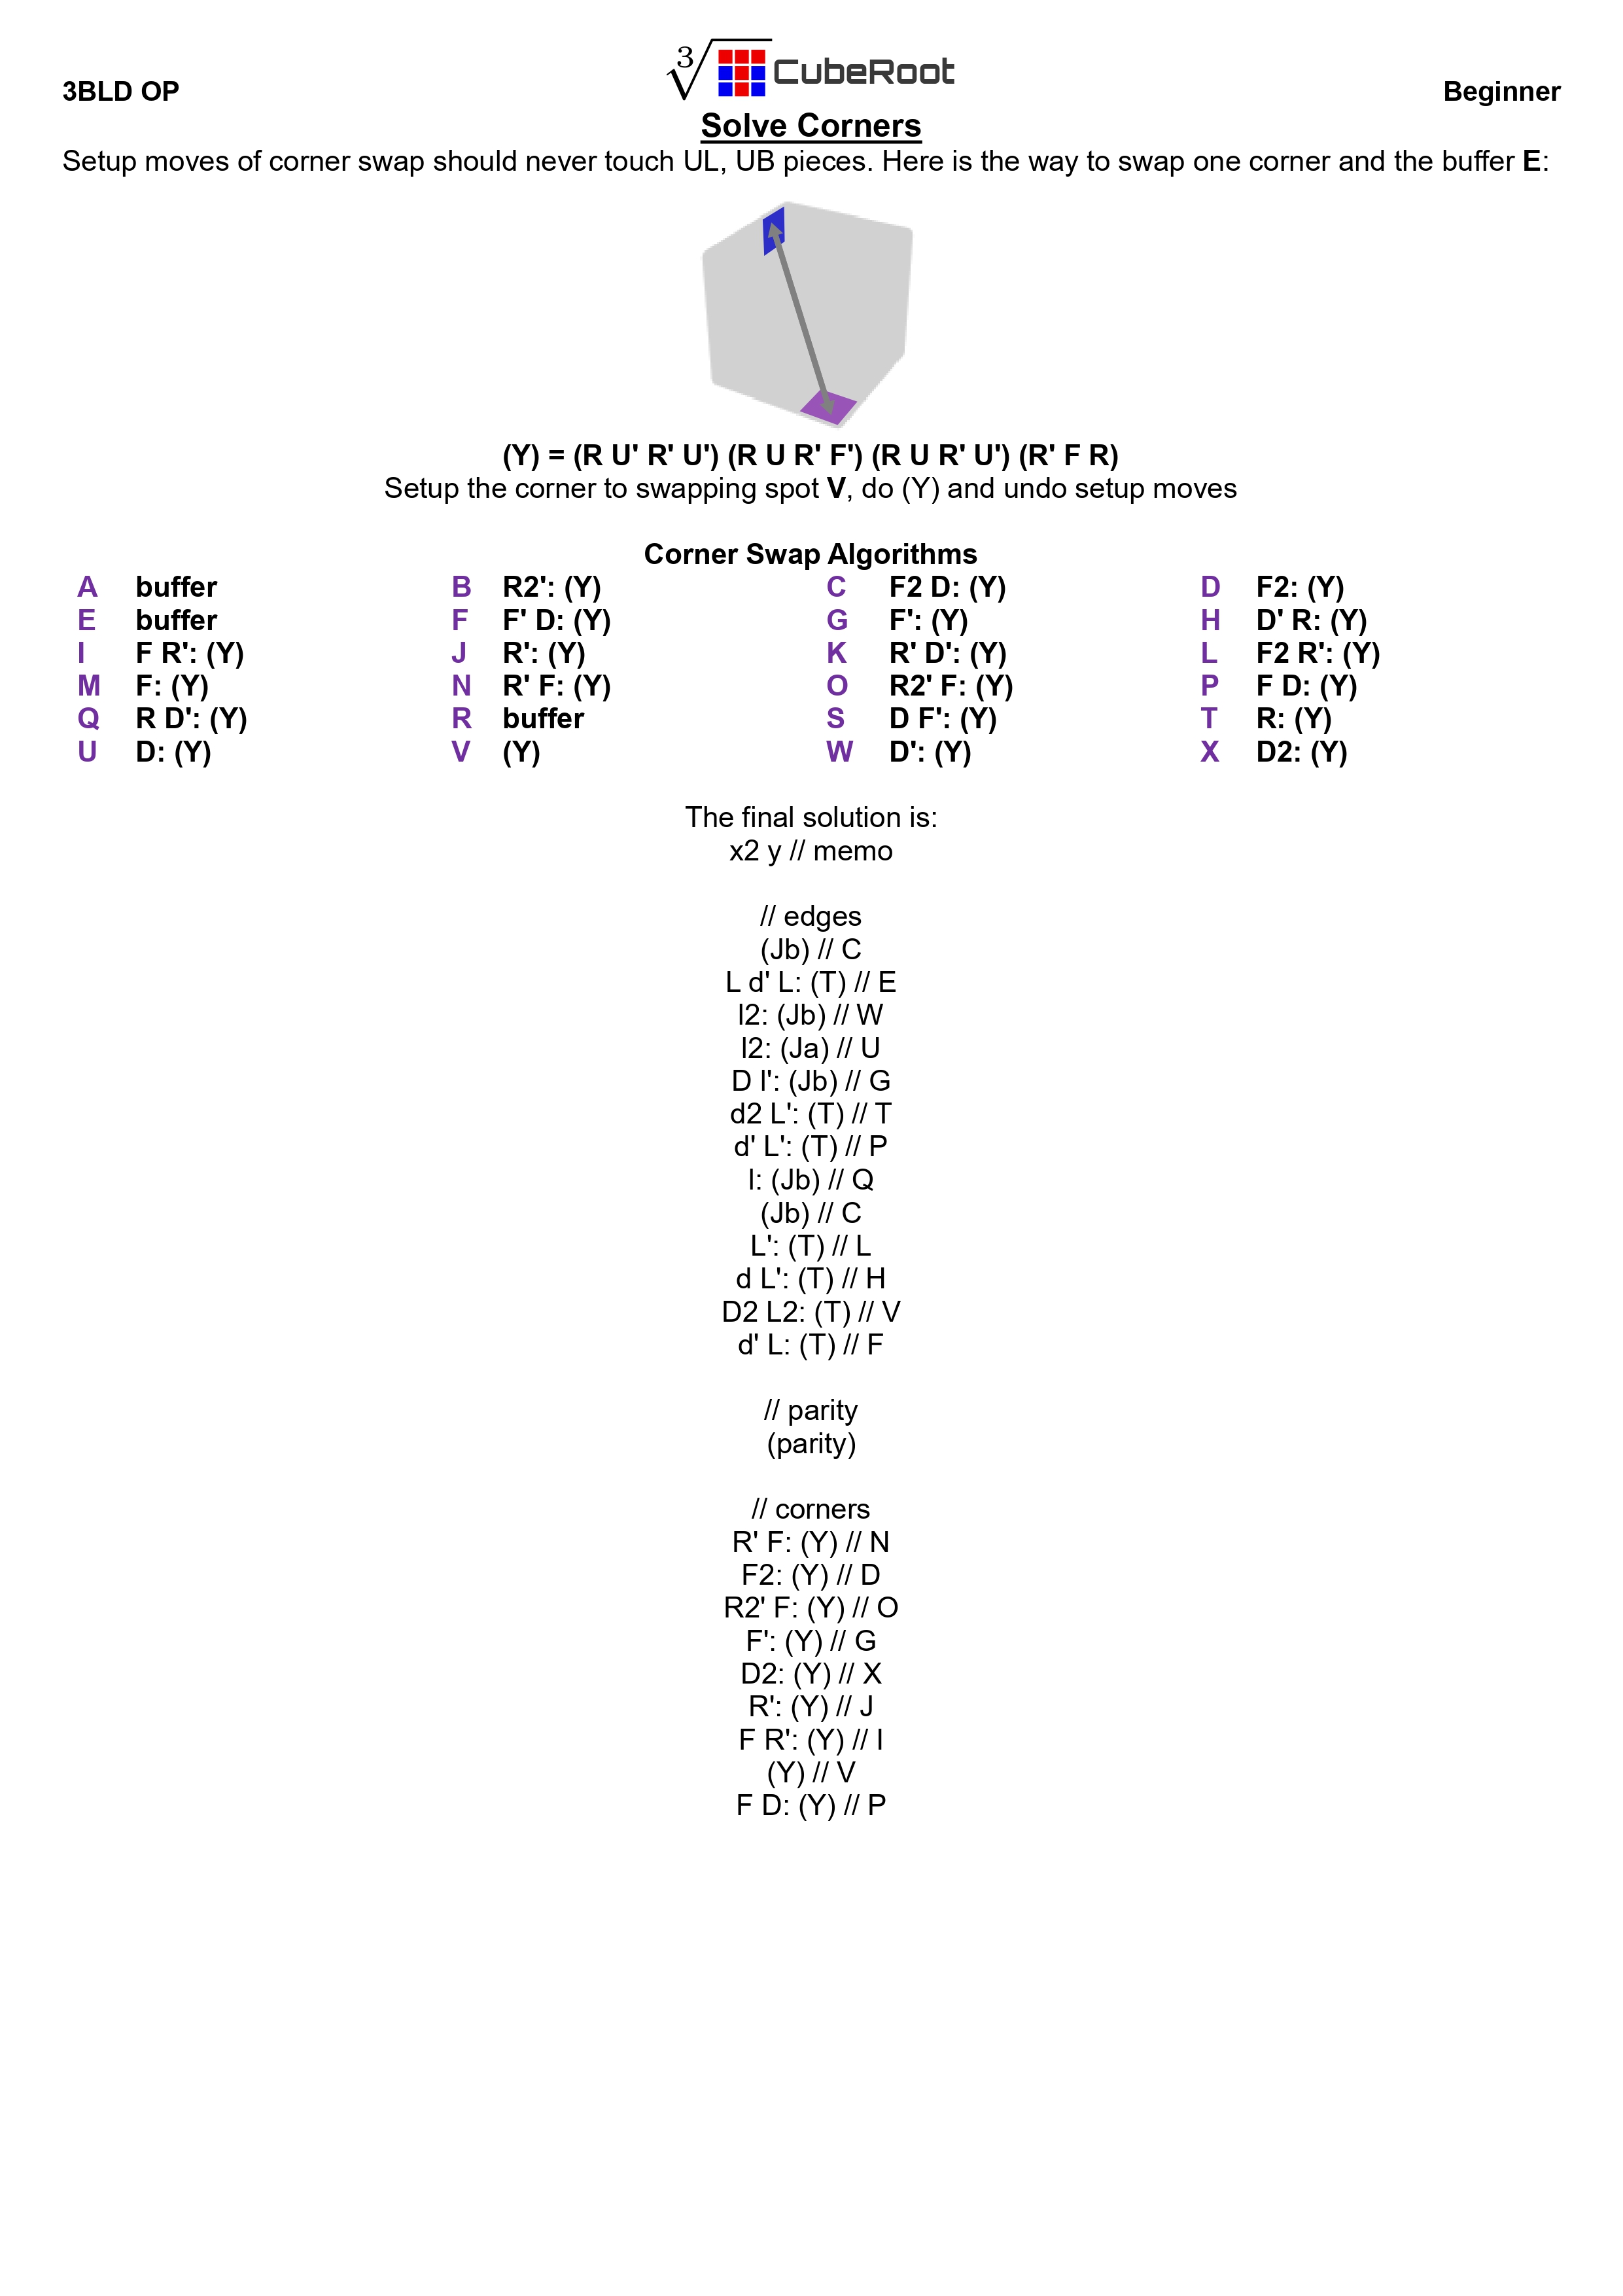 3BLD OP
3 CubeRoot
Beginner
Solve Corners
Setup moves of corner swap should never touch UL, UB pieces. Here is the way to swap one corner and the buffer E:
(Y) = (R U' R' U') (R U R' F') (R U R' U') (R' F R)
Setup the corner to swapping spot V, do (Y) and undo setup moves
Corner Swap Algorithms
A buffer B R2': (Y) C F2 D: (Y) D F2: (Y)
E buffer F F' D: (Y) G F': (Y) H D' R: (Y)
I F R': (Y) J R': (Y) K R' D': (Y) L F2 R': (Y)
M F: (Y) N R' F: (Y) O R2' F: (Y) P F D: (Y)
Q R D': (Y) R buffer S D F': (Y) T R: (Y)
U D: (Y) V (Y) W D': (Y) X D2: (Y)
The final solution is:
x2 y // memo
// edges
(Jb) // C
L d' L: (T) // E
l2: (Jb) // W
l2: (Ja) // U
D l': (Jb) // G
d2 L': (T) // T
d' L': (T) // P
l: (Jb) // Q
(Jb) // C
L': (T) // L
d L': (T) // H
D2 L2: (T) // V
d' L: (T) // F
// parity
(parity)
// corners
R' F: (Y) // N
F2: (Y) // D
R2' F: (Y) // O
F': (Y) // G
D2: (Y) // X
R': (Y) // J
F R': (Y) // I
(Y) // V
F D: (Y) // P